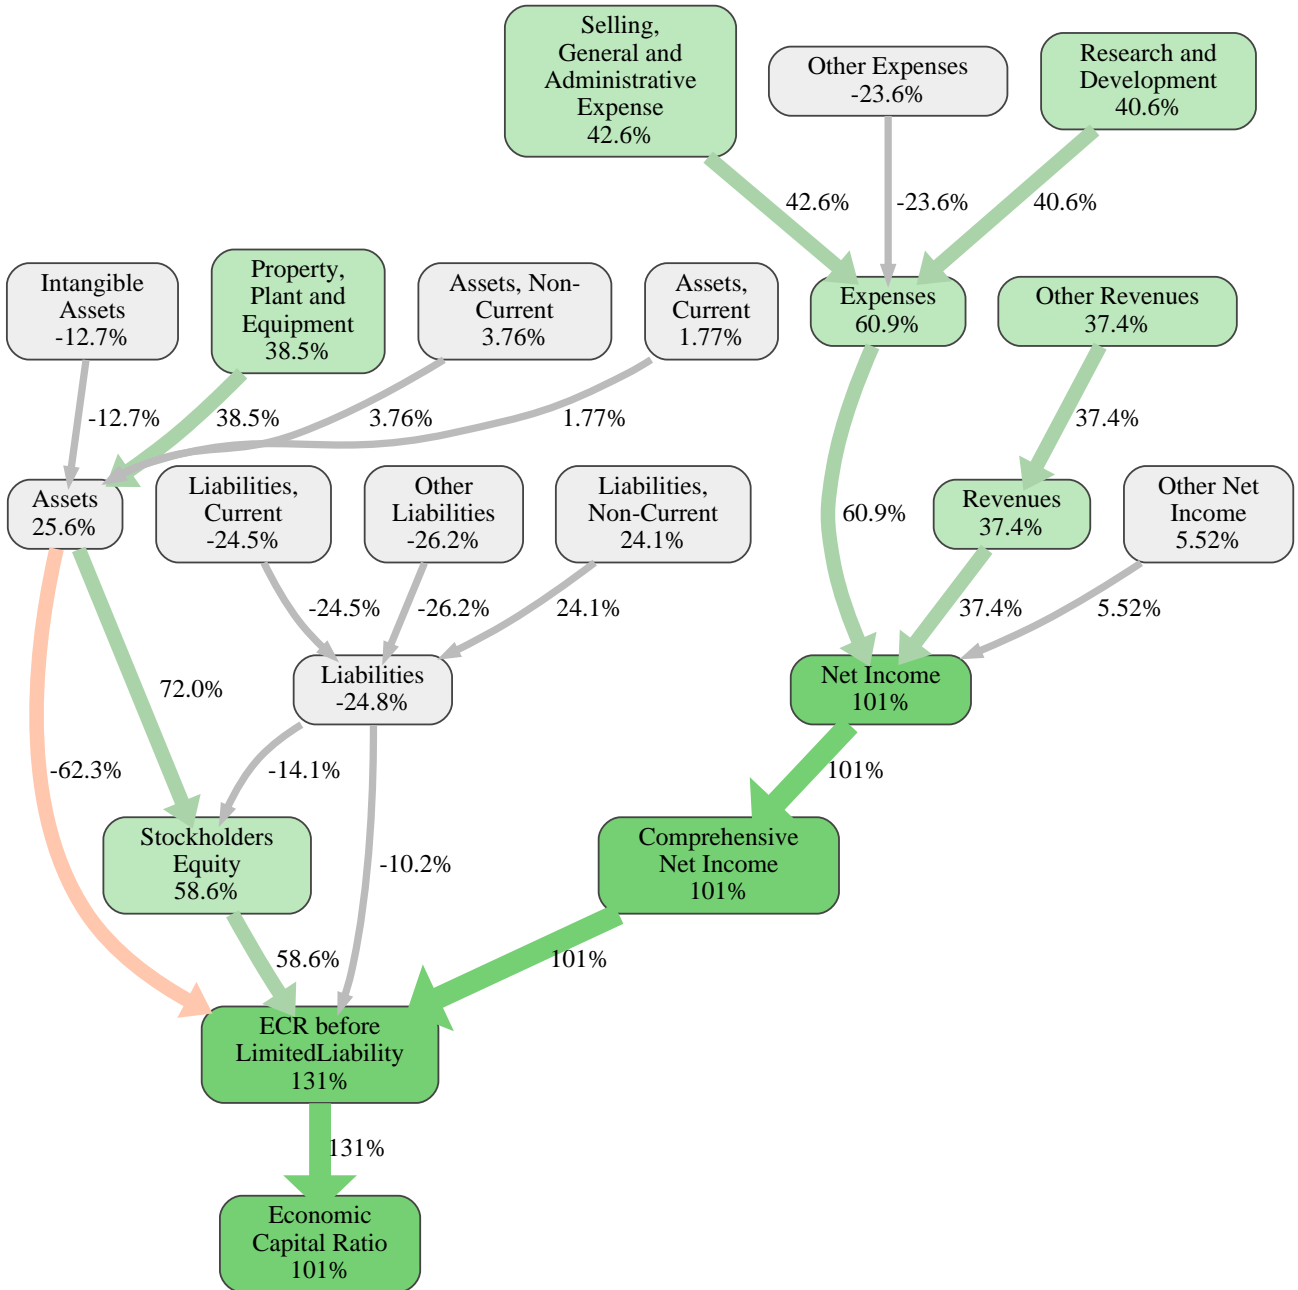 Selling,
General and
Administrative
Expense
42.6%
Other Expenses
-23.6%
Research and
Development
40.6%
42.6%
-23.6%
40.6%
Intangible
Assets
-12.7%
Property,
Plant and
Equipment
38.5%
Assets, Non-
Current
3.76%
Assets,
Current
1.77%
Expenses
60.9%
Other Revenues
37.4%
-12.7%
38.5%
3.76%
1.77%
37.4%
Assets
25.6%
Liabilities,
Current
-24.5%
Other
Liabilities
-26.2%
Liabilities,
Non-Current
24.1%
60.9%
Revenues
37.4%
Other Net
Income
5.52%
-24.5%
-26.2%
24.1%
37.4%
5.52%
72.0%
Liabilities
-24.8%
Net Income
101%
-62.3%
-14.1%
101%
Stockholders
Equity
58.6%
-10.2%
Comprehensive
Net Income
101%
58.6%
101%
ECR before
LimitedLiability
131%
131%
Economic
Capital Ratio
101%